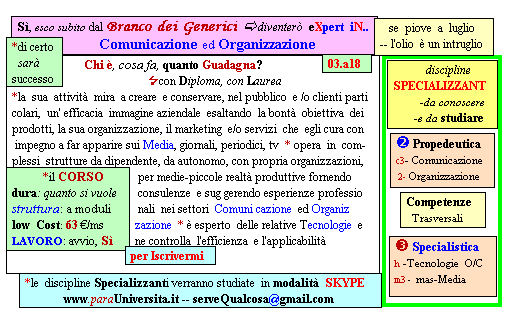 Sì, esco subito dal Branco dei Generici diventerò eXpert iN..
Comunicazione ed Organizzazione
se piove a luglio
-- l'olio è un intruglio
*di certo
sarà
successo
Chi è, cosa fa, quanto Guadagna?
con Diploma, con Laurea
03.a18
*la sua attività mira a creare e conservare, nel pubblico e /o clienti parti
colari, un' efficacia immagine aziendale esaltando la bontà obiettiva dei
prodotti, la sua organizzazione, il marketing e/o servizi che egli cura con
impegno a far apparire sui Media, giornali, periodici, tv * opera in com-
plessi strutture da dipendente, da autonomo, con propria organizzazioni,
per medie-piccole realtà produttive fornendo
consulenze e sug gerendo esperienze professio
nali nei settori Comuni cazione ed Organiz
zazione * è esperto delle relative Tecnologie e
ne controlla l'efficienza e l'applicabilità
*il CORSO
dura: quanto si vuole
struttura: a moduli
low Cost: 63 €/ms
LAVORO: avvio, Sì
per Iscrivermi
discipline
SPECIALIZZANT
-da conoscere
-e da studiare
2 Propedeutica
c3- Comunicazione
2- Organizzazione
Competenze
Trasversali
3 Specialistica
h -Tecnologie O/C
m3 - mas-Media
*le discipline Specializzanti verranno studiate in modalità SKYPE
www.paraUniversita.it -- serveQualcosa@gmail.com